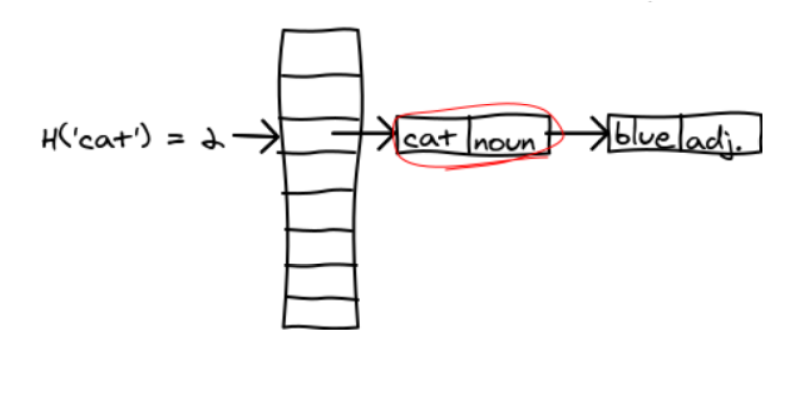 H('cat') = 2 cat noun blue adj.